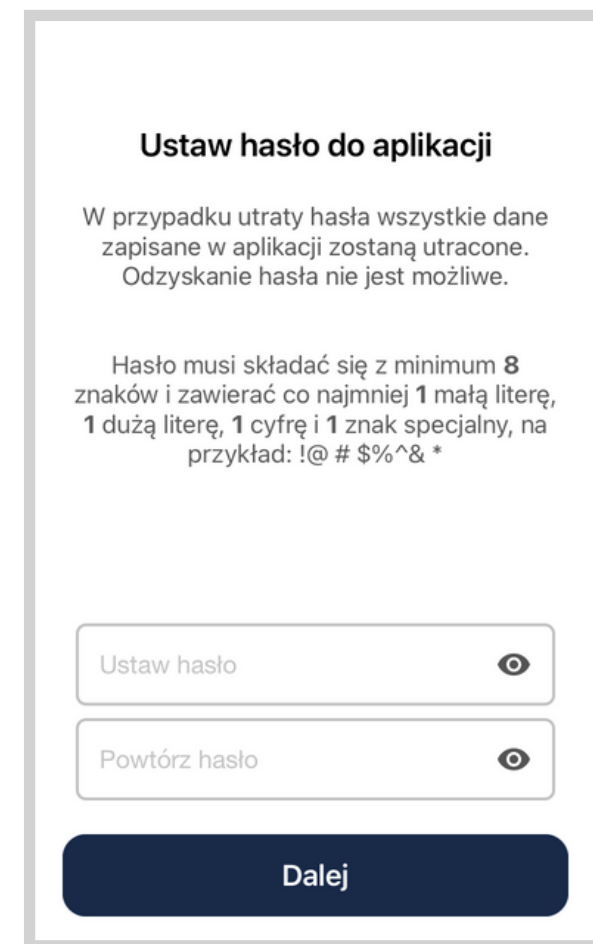 Ustaw hasło do aplikacji
W przypadku utraty hasła wszystkie dane
zapisane w aplikacji zostaną utracone.
Odzyskanie hasła nie jest możliwe.
Hasło musi składać się z minimum 8
znaków i zawierać co najmniej 1 małą literę,
1 dużą literę, 1 cyfrę i 1 znak specjalny, na
przykład: !@ # $%^& *
Ustaw hasło
Powtórz hasło
Dalej